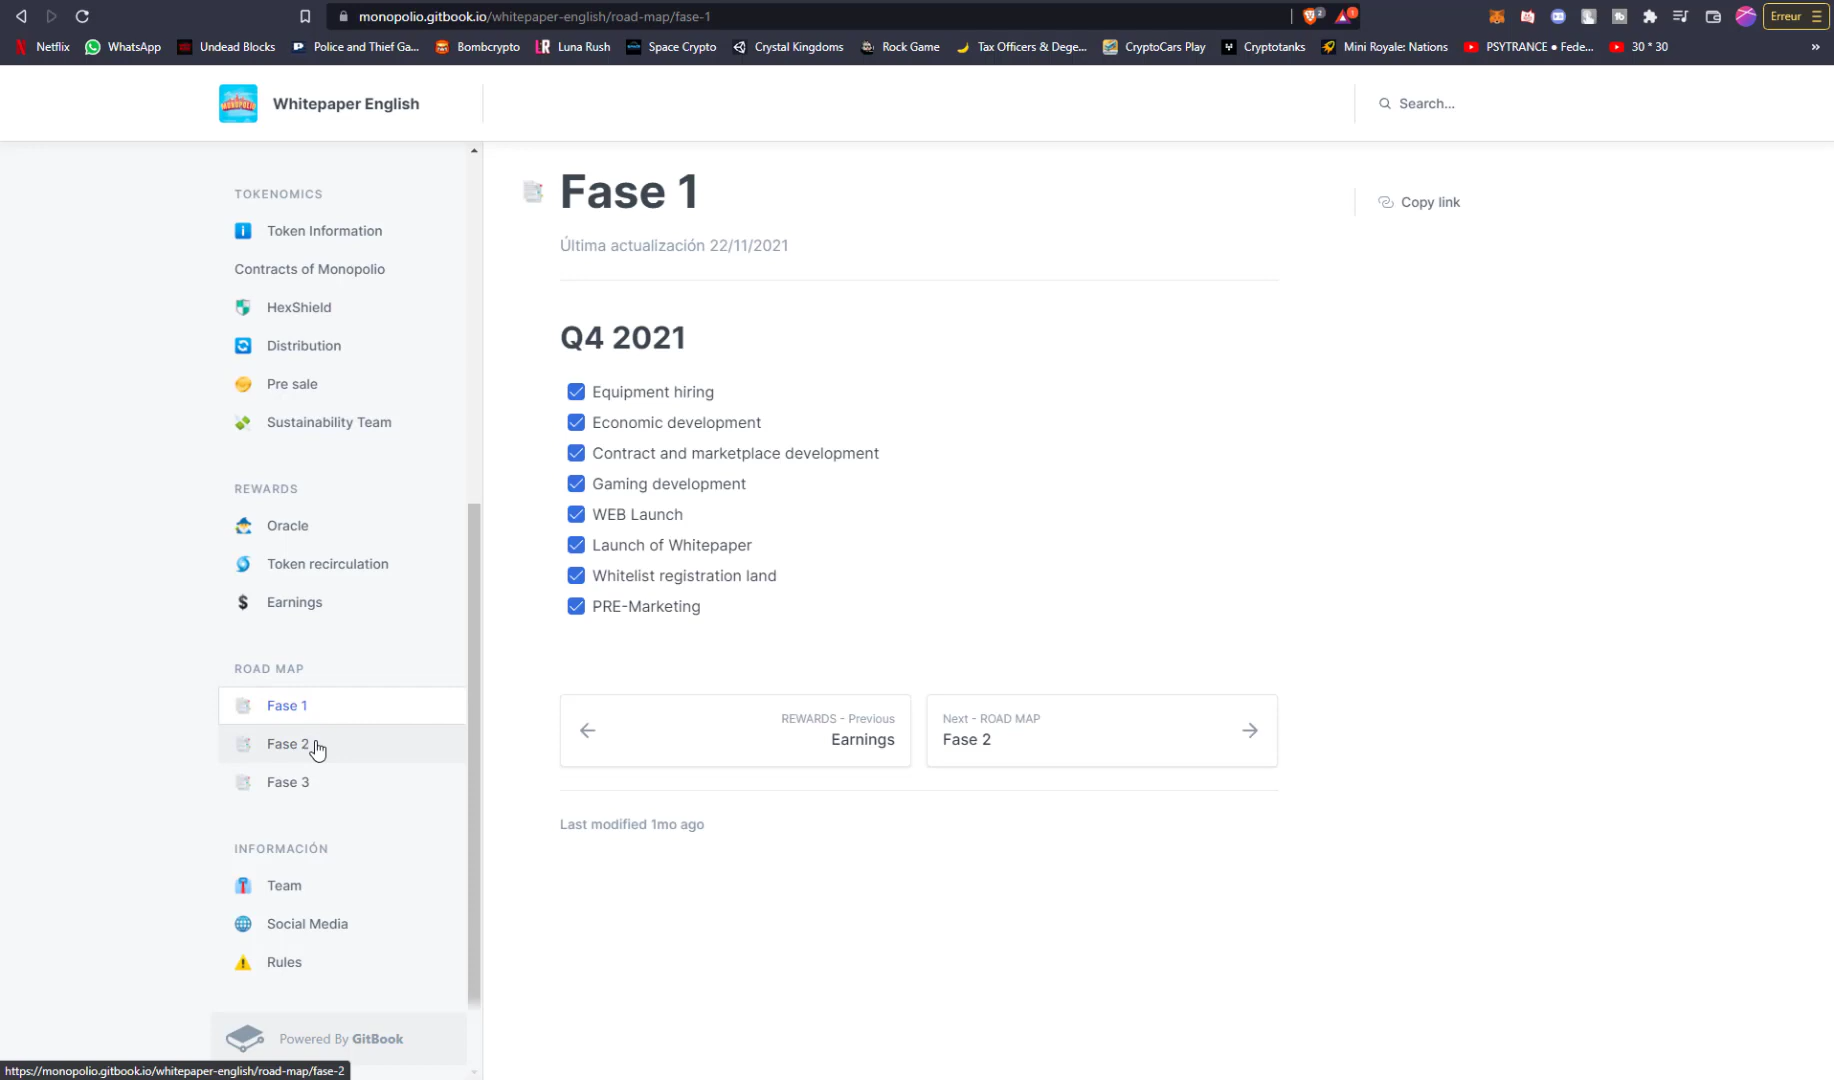 monopolio.gitbook.io/whitepaper-english/road-map/fase-1
Erreur
Netflix
WhatsApp
Undead Blocks
Police and Thief Ga...
Bombcrypto
Luna Rush
Space Crypto
Crystal Kingdoms
Rock Game
Tax Officers & Dege...
CryptoCars Play
Cryptotanks
Mini Royale: Nations
PSYTRANCE ● Fede...
30 * 30
»
MONOPOLIO
Whitepaper English
Search...
TOKENOMICS
Token Information
Contracts of Monopolio
HexShield
Distribution
Pre sale
Sustainability Team
REWARDS
Oracle
Token recirculation
Earnings
ROAD MAP
Fase 1
Fase 2
Fase 3
INFORMACIÓN
Team
Social Media
Rules
Powered By GitBook
https://monopolio.gitbook.io/whitepaper-english/road-map/fase-2
Fase 1
Copy link
Última actualización 22/11/2021
Q4 2021
Equipment hiring
Economic development
Contract and marketplace development
Gaming development
WEB Launch
Launch of Whitepaper
Whitelist registration land
PRE-Marketing
REWARDS - Previous
Earnings
Next - ROAD MAP
Fase 2
Last modified 1mo ago